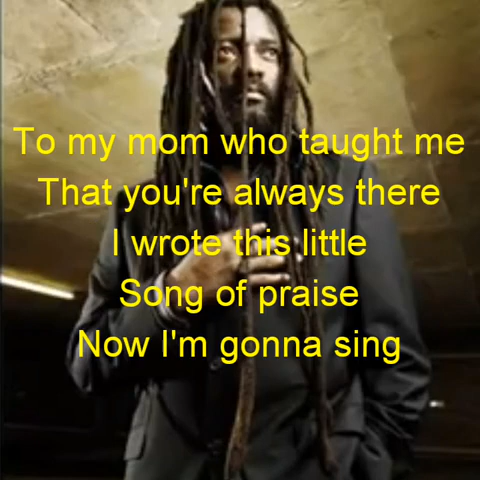 To my mom who taught me
That you're always there
I wrote this little
Song of praise
Now I'm gonna sing